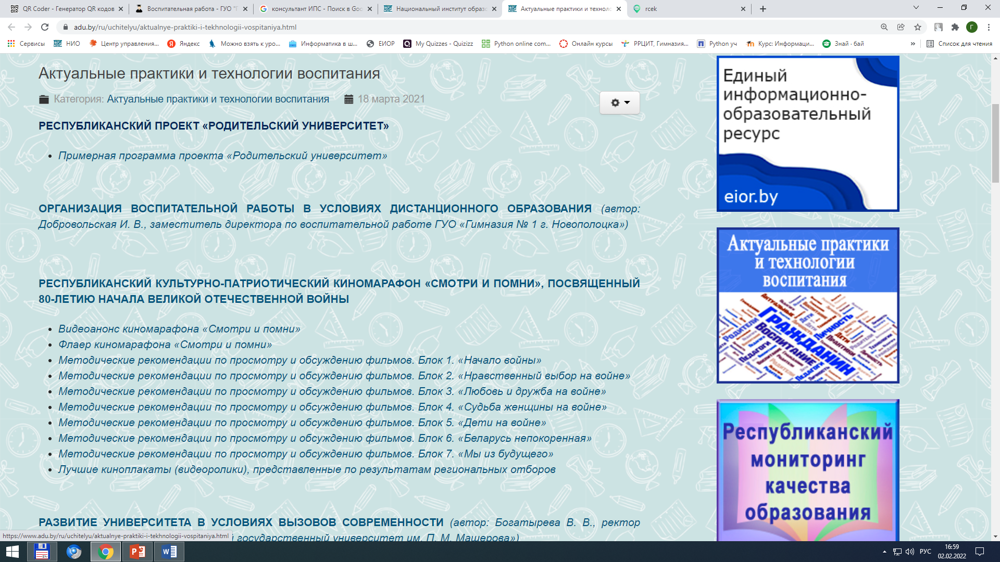 QR Coder - Генератор QR кодов
Воспитательная работа - ГУО "Г
консультант ИПС - Поиск в Goo
Национальный институт образо
Актуальные практики и техноло
rcek
adu.by/ru/uchitelyu/aktualnye-praktiki-i-tekhnologii-vospitaniya.html
Г
Сервисы
НИО
Центр управления...
Яндекс
Можно взять к уро...
Информатика в ш...
ЕИОР
My Quizzes - Quizizz
Python online com...
Онлайн курсы
РРЦИТ, Гимназия...
Python уч
Курс: Информаци...
Знай · бай
»
Список для чтения
Актуальные практики и технологии воспитания
Категория: Актуальные практики и технологии воспитания 18 марта 2021
РЕСПУБЛИКАНСКИЙ ПРОЕКТ «РОДИТЕЛЬСКИЙ УНИВЕРСИТЕТ»
Примерная программа проекта «Родительский университет»
ОРГАНИЗАЦИЯ ВОСПИТАТЕЛЬНОЙ РАБОТЫ В УСЛОВИЯХ ДИСТАНЦИОННОГО ОБРАЗОВАНИЯ (автор:
Добровольская И. В., заместитель директора по воспитательной работе ГУО «Гимназия № 1 г. Новополоцка»)
РЕСПУБЛИКАНСКИЙ КУЛЬТУРНО-ПАТРИОТИЧЕСКИЙ КИНОМАРАФОН «СМОТРИ И ПОМНИ», ПОСВЯЩЕННЫЙ
80-ЛЕТИЮ НАЧАЛА ВЕЛИКОЙ ОТЕЧЕСТВЕННОЙ ВОЙНЫ
Видеоанонс киномарафона «Смотри и помни»
Флаер киномарафона «Смотри и помни»
Методические рекомендации по просмотру и обсуждению фильмов. Блок 1. «Начало войны»
Методические рекомендации по просмотру и обсуждению фильмов. Блок 2. «Нравственный выбор на войне»
Методические рекомендации по просмотру и обсуждению фильмов. Блок 3. «Любовь и дружба на войне»
Методические рекомендации по просмотру и обсуждению фильмов. Блок 4. «Судьба женщины на войне»
Методические рекомендации по просмотру и обсуждению фильмов. Блок 5. «Дети на войне»
Методические рекомендации по просмотру и обсуждению фильмов. Блок 6. «Беларусь непокоренная»
Методические рекомендации по просмотру и обсуждению фильмов. Блок 7. «Мы из будущего»
Лучшие киноплакаты (видеоролики), представленные по результатам региональных отборов
РАЗВИТИЕ УНИВЕРСИТЕТА В УСЛОВИЯХ ВЫЗОВОВ СОВРЕМЕННОСТИ (автор: Богатырева В. В., ректор
государственный университет им. П. М. Машерова»)
https://www.adu.by/ru/uchitelyu/aktualnye-praktiki-i-tekhnologii-vospitaniya.html
Единый
информационно-
образовательный
ресурс
eior.by
Актуальные практики
и технологии
воспитания
ГРАЖДАНИН
ВОСПИТАНИЕ
ЛИЧНОСТЬ
ПЕДАГОГИ
ПРАКТИКИ
РОДИТЕЛИ
Республиканский
мониторинг
качества
образования
64
РУС
16:59
02.02.2022